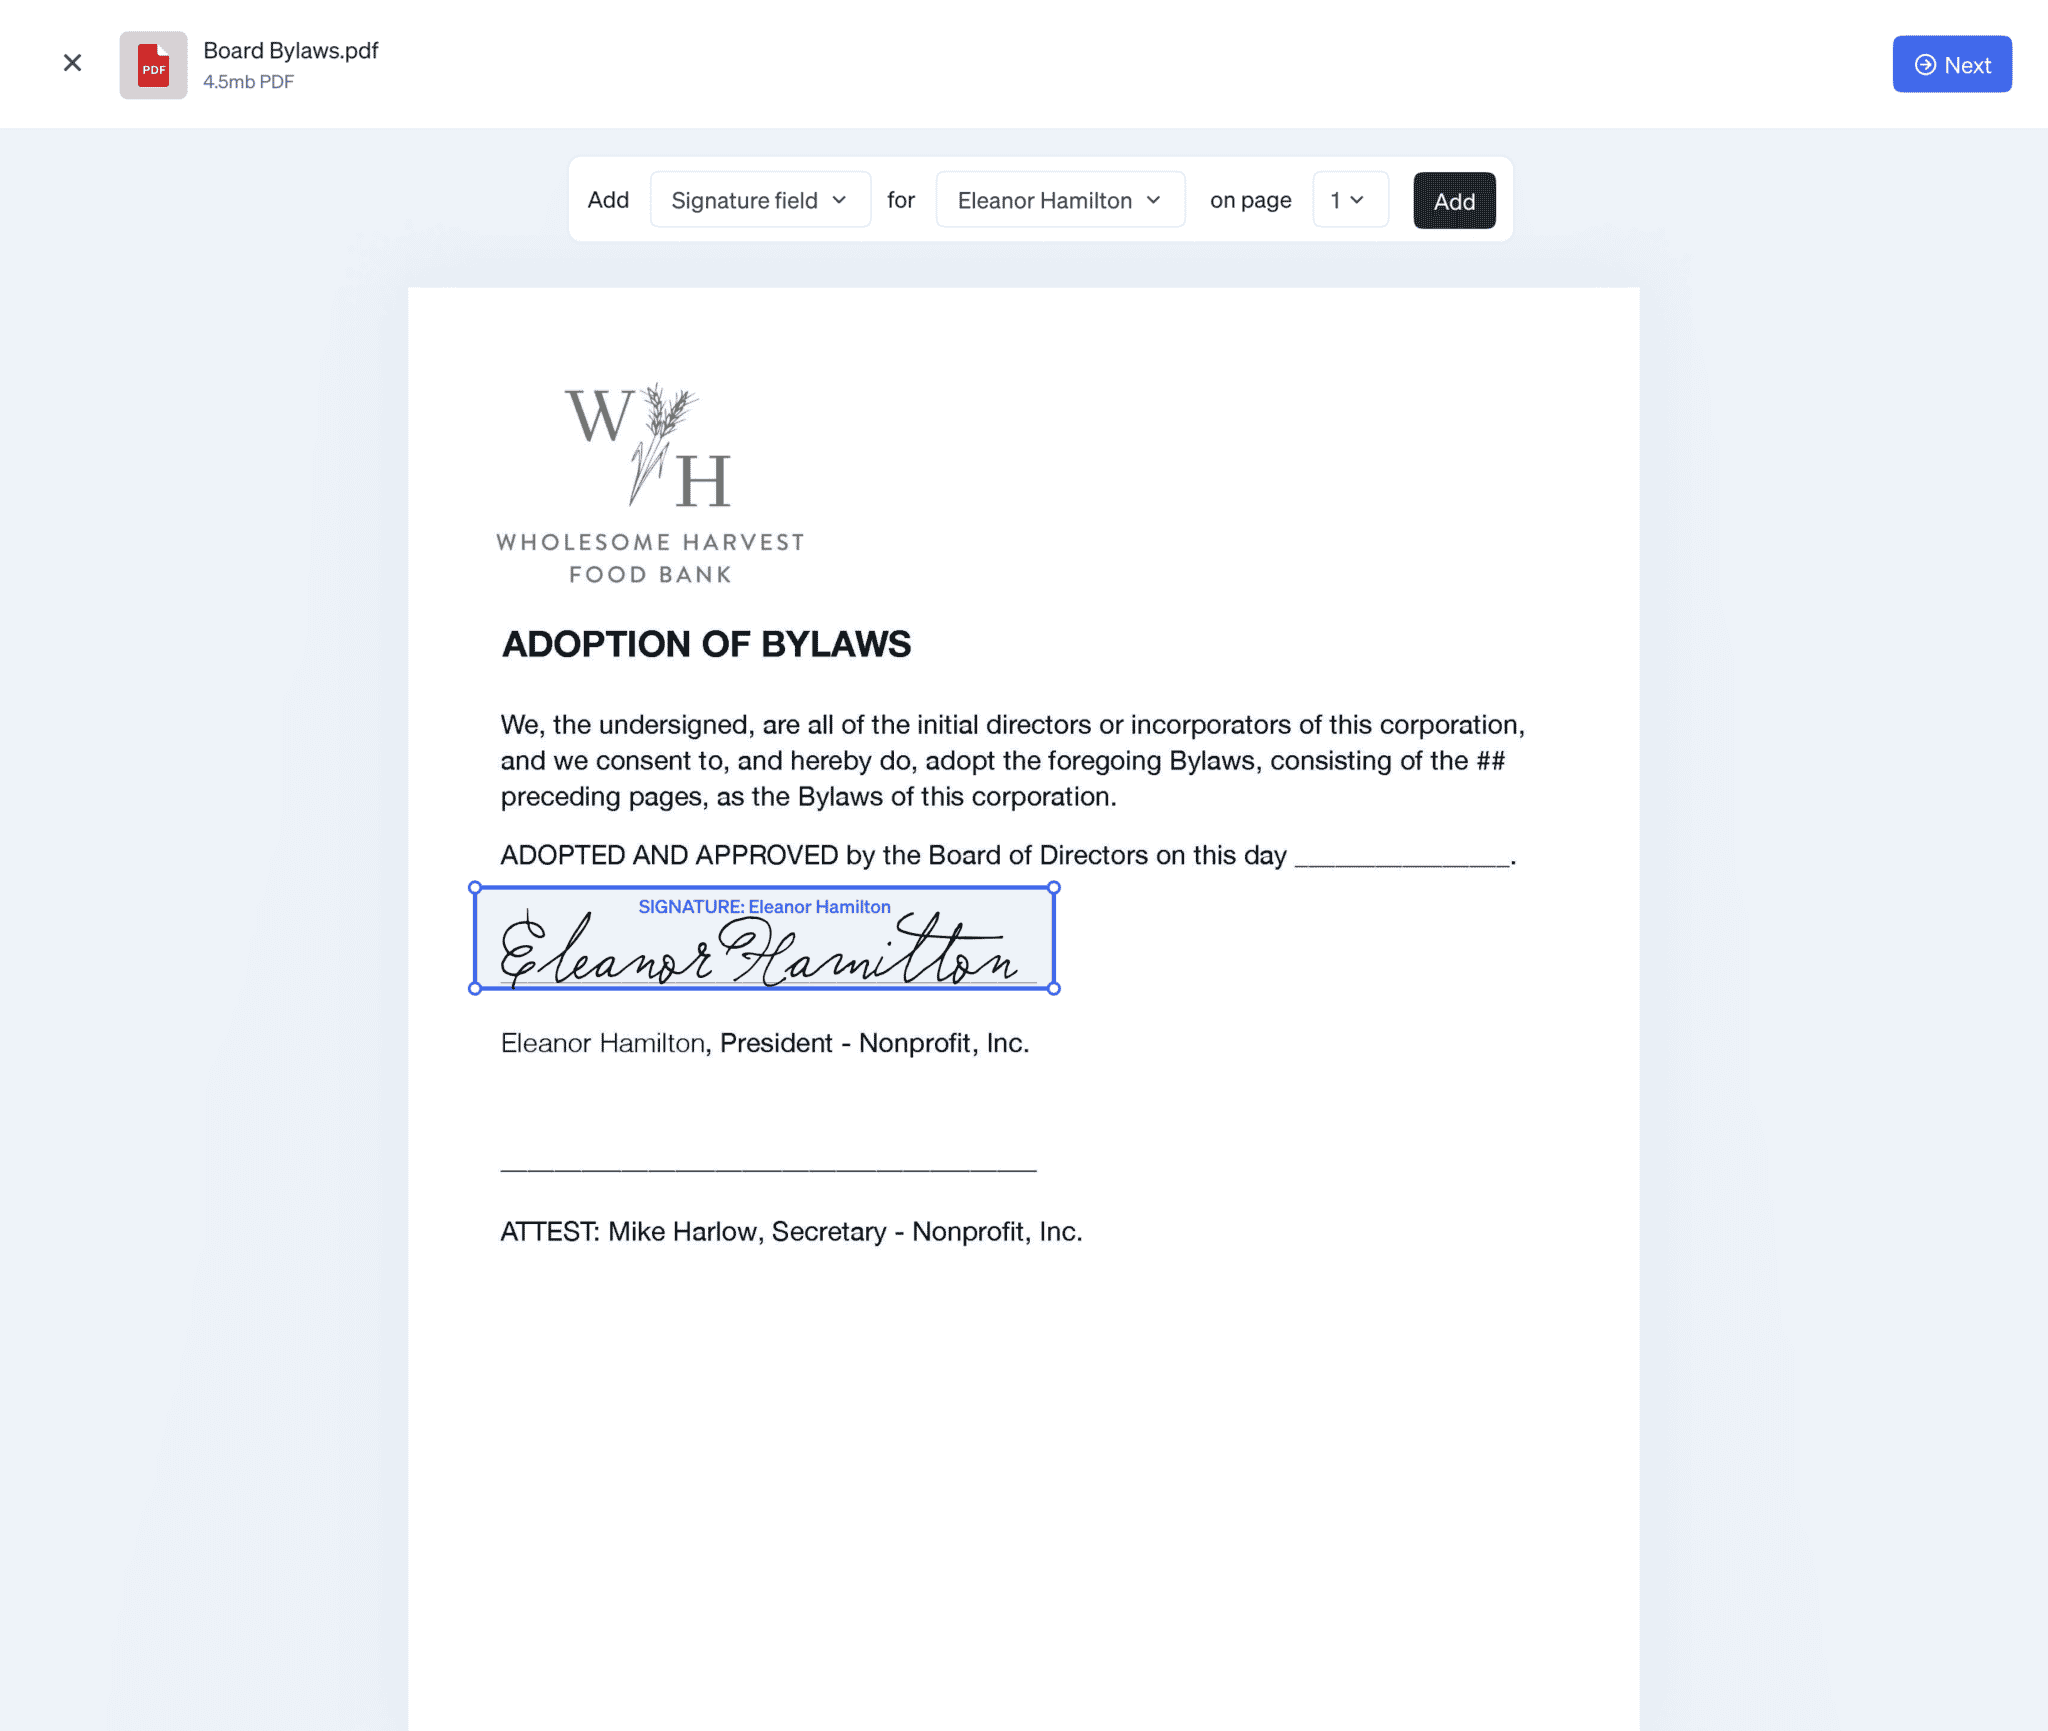 Board Bylaws.pdf
PDF
4.5mb PDF
Next
Add Signature field for Eleanor Hamilton on page 1 Add
W
H
WHOLESOME HARVEST
FOOD BANK
ADOPTION OF BYLAWS
We, the undersigned, are all of the initial directors or incorporators of this corporation,
and we consent to, and hereby do, adopt the foregoing Bylaws, consisting of the ##
preceding pages, as the Bylaws of this corporation.
ADOPTED AND APPROVED by the Board of Directors on this day ________________.
SIGNATURE: Eleanor Hamilton
Eleanor Hamilton
Eleanor Hamilton, President - Nonprofit, Inc.
________________________________________
ATTEST: Mike Harlow, Secretary - Nonprofit, Inc.